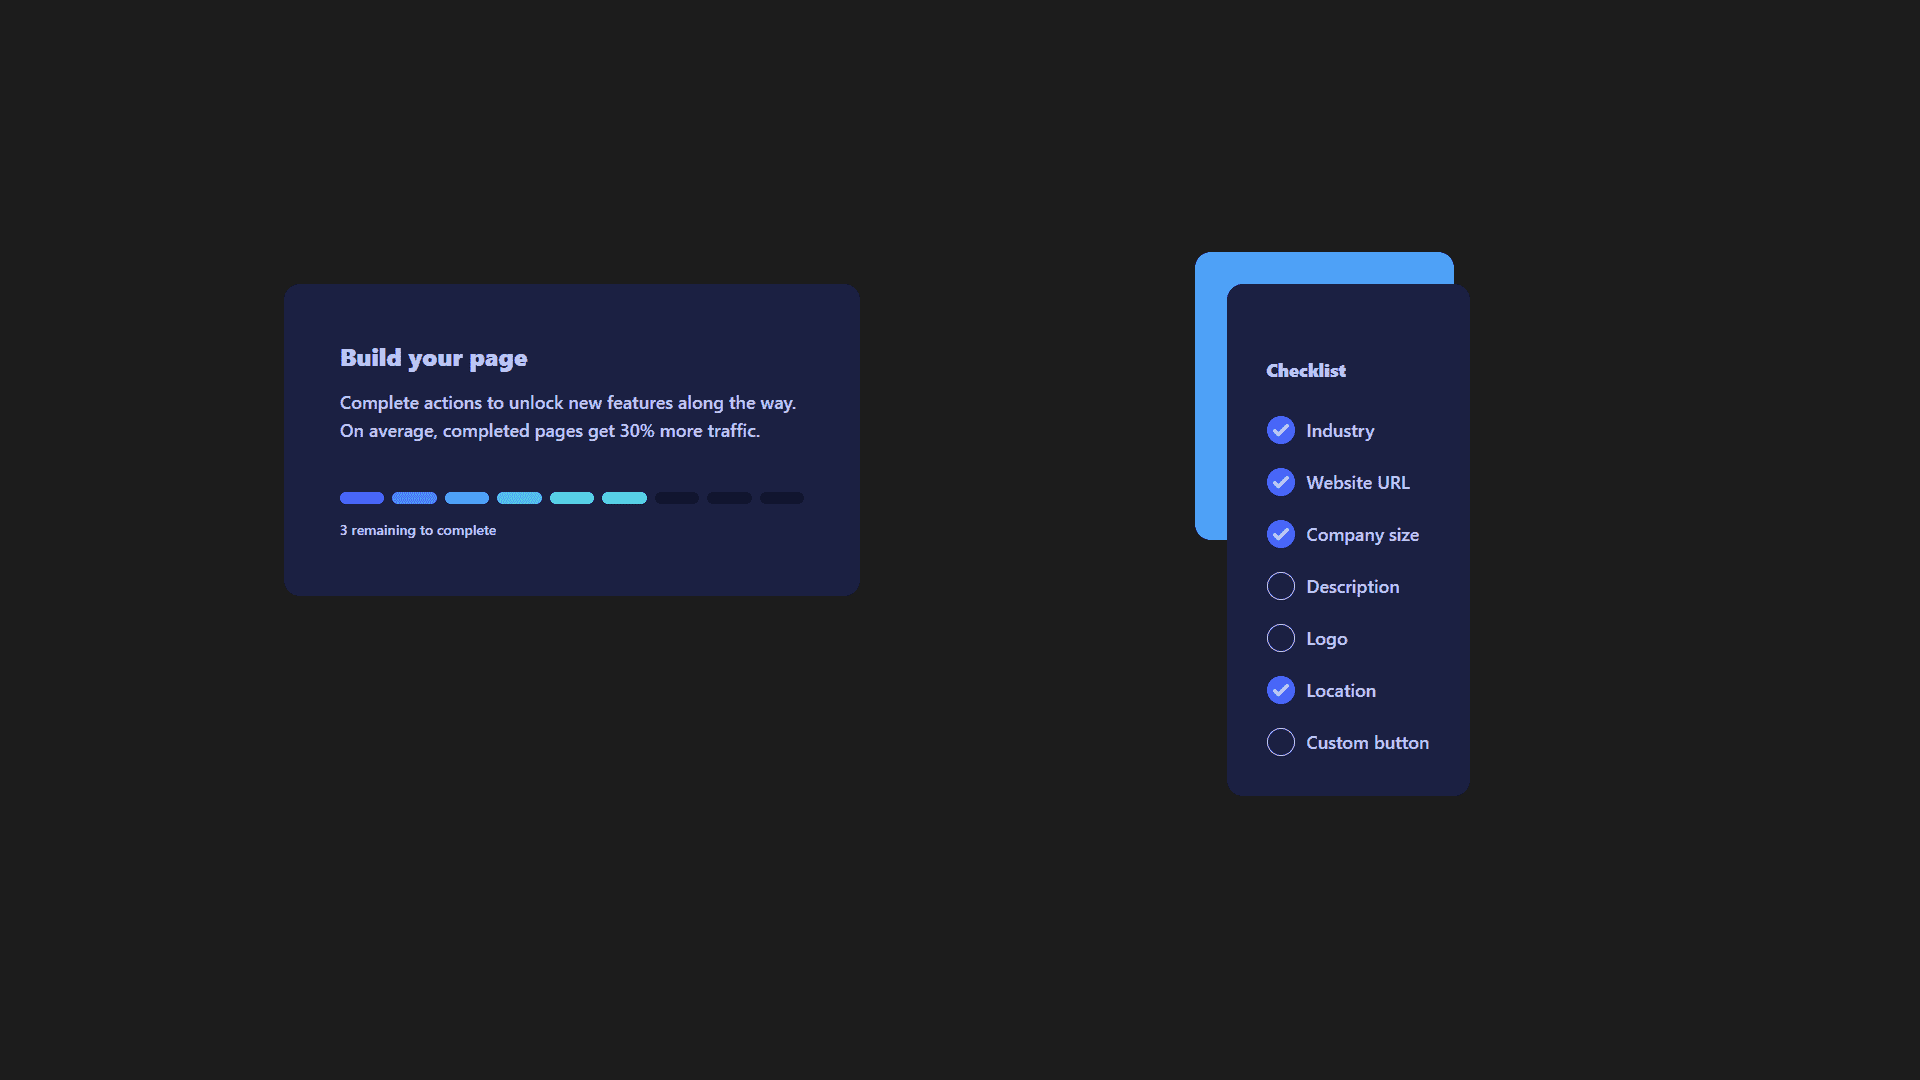 Build your page
Complete actions to unlock new features along the way.
On average, completed pages get 30% more traffic.
3 remaining to complete
Checklist
Industry
Website URL
Company size
Description
Logo
Location
Custom button